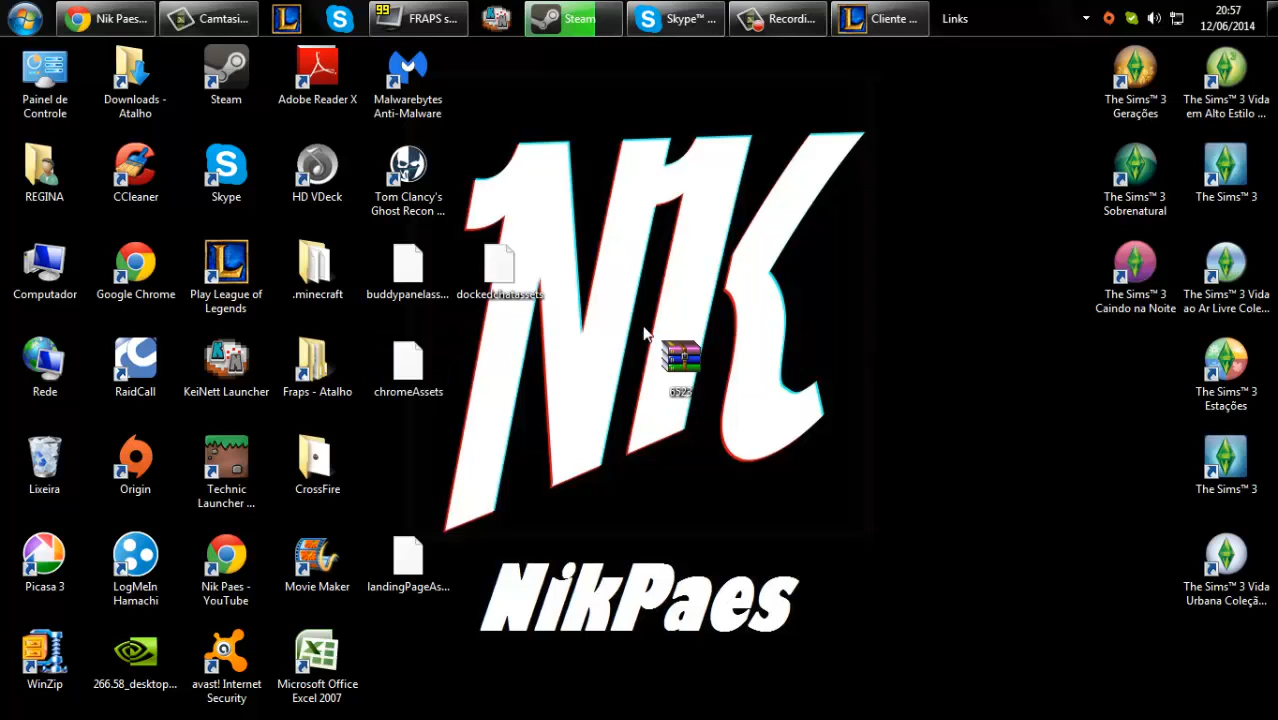 Nik Paes...
Camtasi...
99
FRAPS s...
Steam
Skype™ ...
Recordi...
Cliente ...
Links
20:57
12/06/2014
Painel de
Controle
Downloads -
Atalho
Steam
Adobe Reader X
Malwarebytes
Anti-Malware
The Sims™ 3
Gerações
The Sims™ 3 Vida
em Alto Estilo ...
REGINA
CCleaner
Skype
HD VDeck
Tom Clancy's
Ghost Recon ...
The Sims™ 3
Sobrenatural
The Sims™ 3
Computador
Google Chrome
Play League of
Legends
.minecraft
buddypanelass...
dockedchatassets
The Sims™ 3
Caindo na Noite
The Sims™ 3 Vida
ao Ar Livre Cole...
Rede
RaidCall
KeiNett Launcher
Fraps - Atalho
chromeAssets
6523
The Sims™ 3
Estações
Lixeira
Origin
Technic
Launcher ...
CrossFire
The Sims™ 3
Picasa 3
LogMeIn
Hamachi
Nik Paes -
YouTube
Movie Maker
landingPageAs...
The Sims™ 3 Vida
Urbana Coleçã...
WinZip
266.58_desktop...
avast! Internet
Security
Microsoft Office
Excel 2007
NK
NikPaes